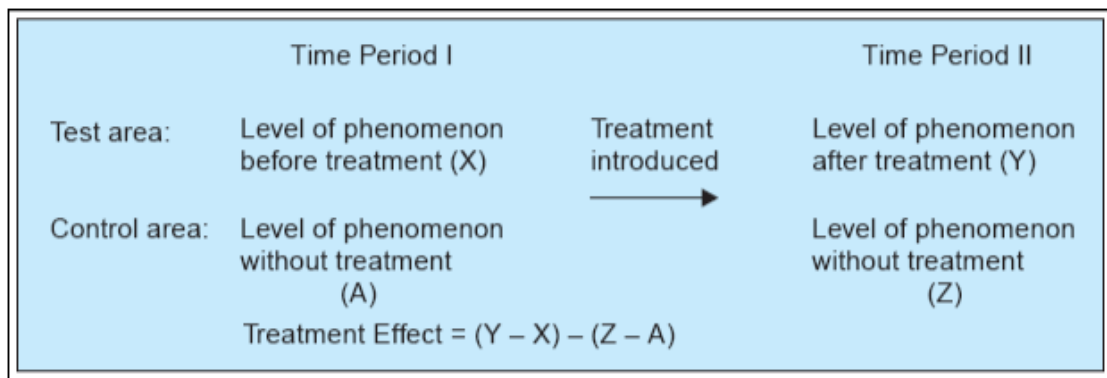 Time Period I Time Period II
Test area: Level of phenomenon Treatment Level of phenomenon
before treatment (X) introduced after treatment (Y)
Control area: Level of phenomenon Level of phenomenon
without treatment without treatment
(A) (Z)
Treatment Effect = (Y – X) – (Z – A)